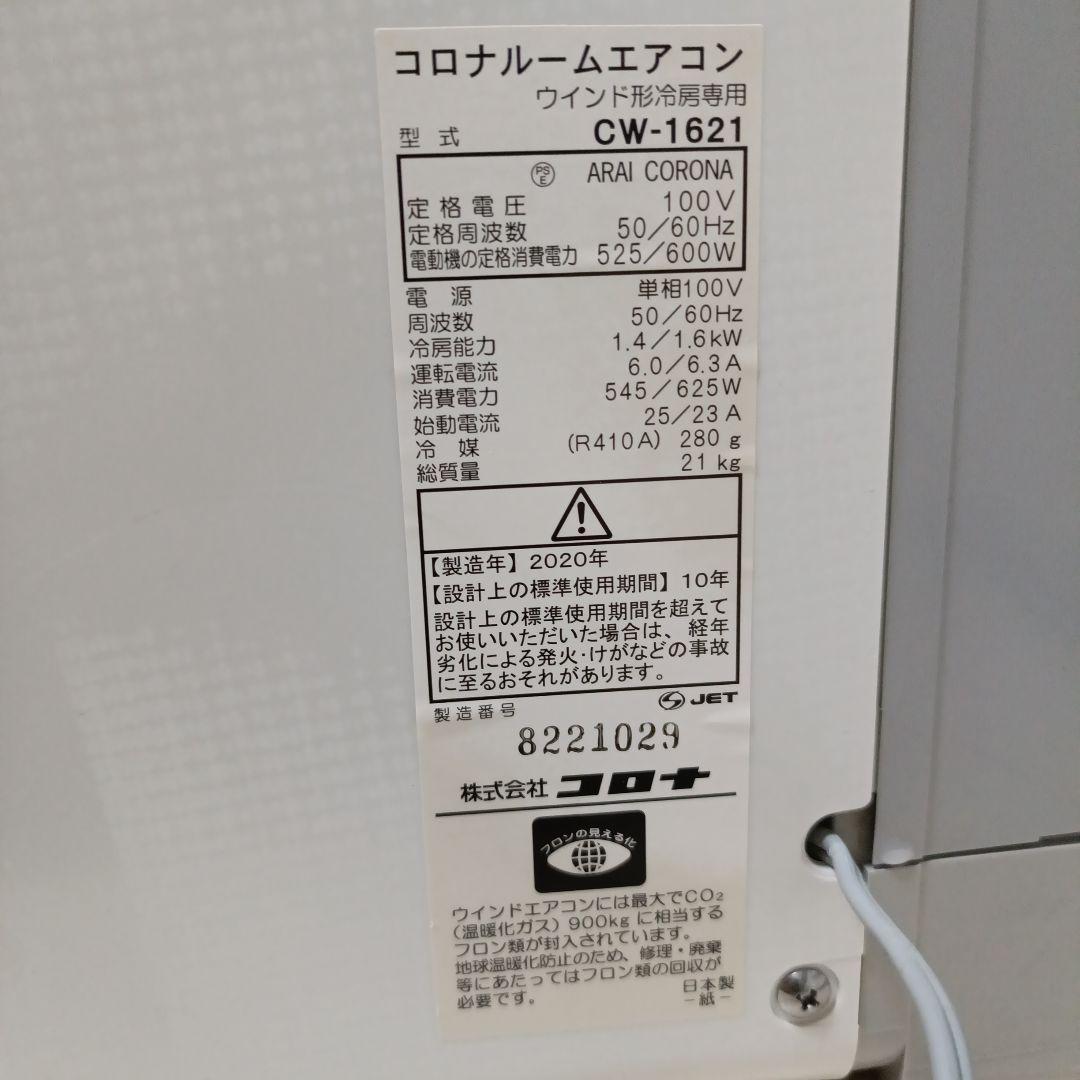 コロナルームエアコン
ウインド形冷房専用
型式 CW-1621
PSE ARAI CORONA
定格電圧 100V
定格周波数 50/60Hz
電動機の定格消費電力 525/600W
電源 単相100V
周波数 50/60Hz
冷房能力 1.4/1.6kW
運転電流 6.0/6.3A
消費電力 545/625W
始動電流 25/23A
冷媒 (R410A) 280g
総質量 21kg
【製造年】2020年
【設計上の標準使用期間】10年
設計上の標準使用期間を超えて
お使いいただいた場合は、経年
劣化による発火・けがなどの事故
に至るおそれがあります。
JET
製造番号
8221029
株式会社 コロナ
フロンの見える化
ウインドエアコンには最大でCO₂
(温暖化ガス)900kgに相当する
フロン類が封入されています。
地球温暖化防止のため、修理・廃棄
等にあたってはフロン類の回収が
必要です。
日本製
-紙-